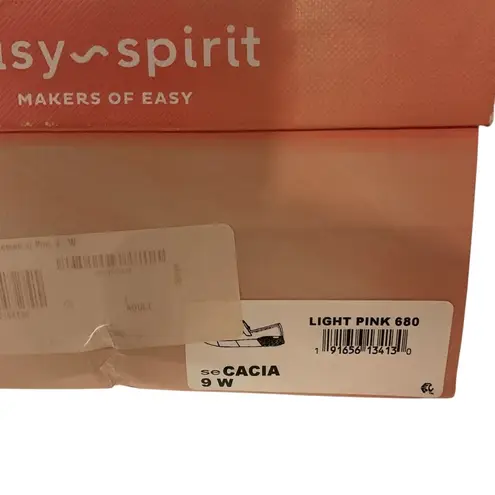 asy~spirit
MAKERS OF EASY
LIGHT PINK 680
1 91656 13413 0
se CACIA
9 W